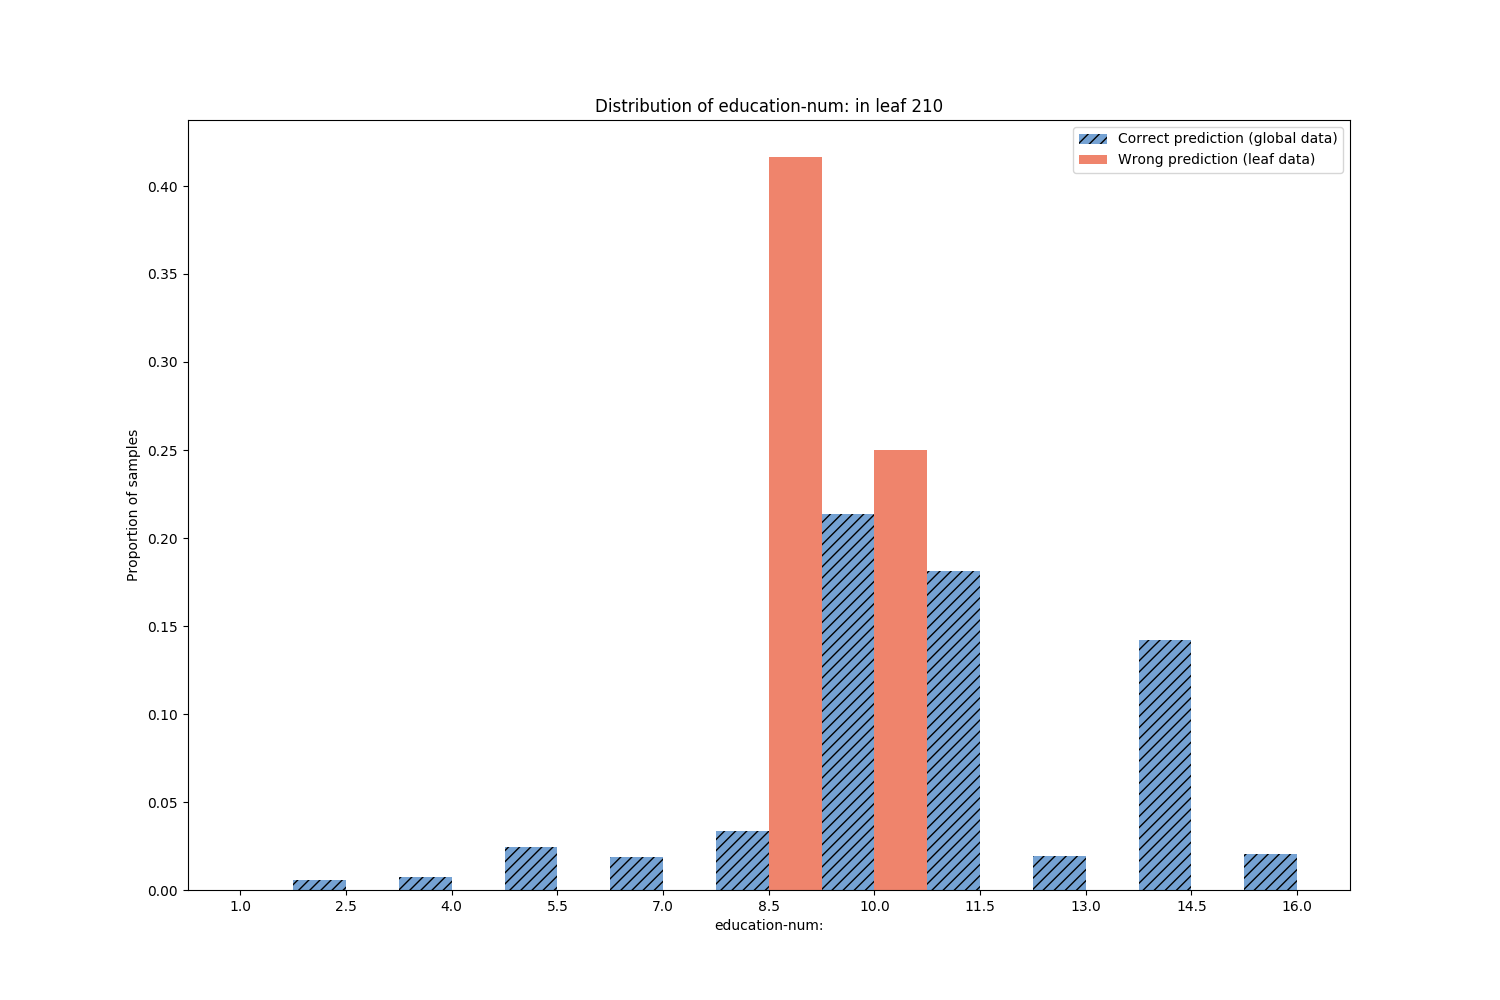 Distribution of education-num: in leaf 210
Correct prediction (global data)
Wrong prediction (leaf data)
0.40
0.35
0.30
0.25
0.20
0.15
0.10
0.05
0.00
Proportion of samples
1.0 2.5 4.0 5.5 7.0 8.5 10.0 11.5 13.0 14.5 16.0
education-num: